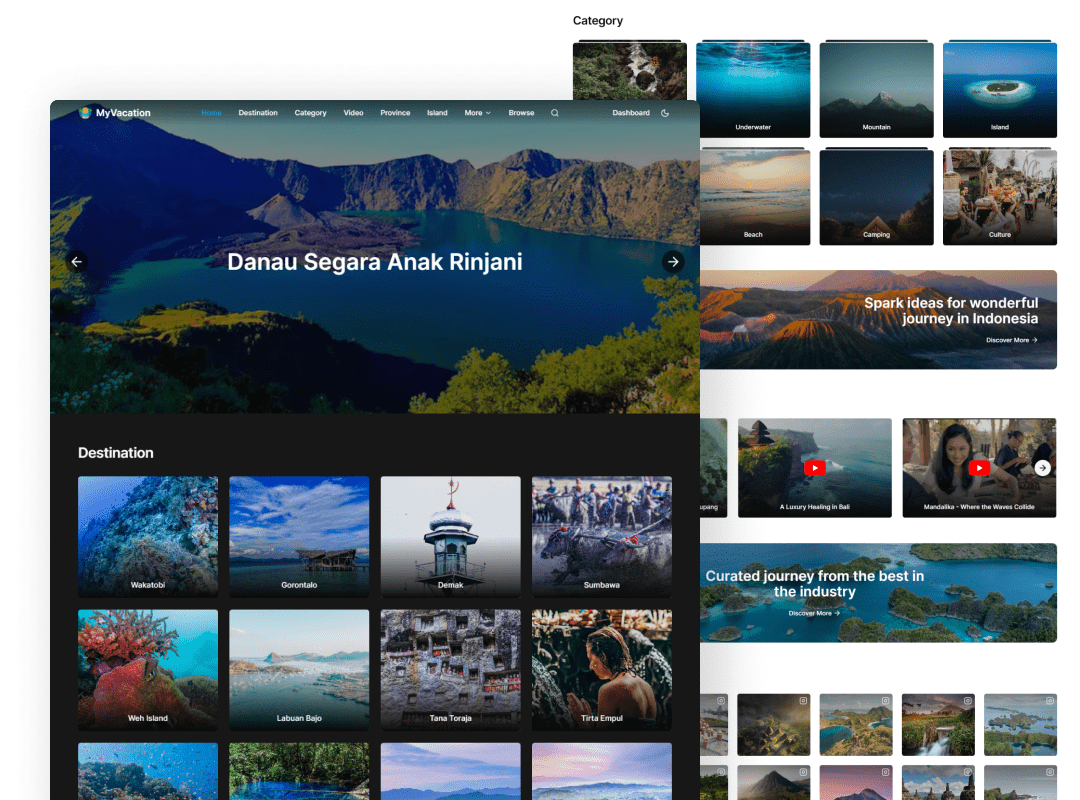 Category
Underwater
Mountain
Island
Beach
Camping
Culture
MyVacation
Home
Destination
Category
Video
Province
Island
More
Browse
Dashboard
Danau Segara Anak Rinjani
Spark ideas for wonderful
journey in Indonesia
Discover More →
Destination
Wakatobi
Gorontalo
Demak
Sumbawa
Weh Island
Labuan Bajo
Tana Toraja
Tirta Empul
upang
A Luxury Healing in Bali
Mandalika - Where the Waves Collide
Curated journey from the best in
the industry
Discover More →